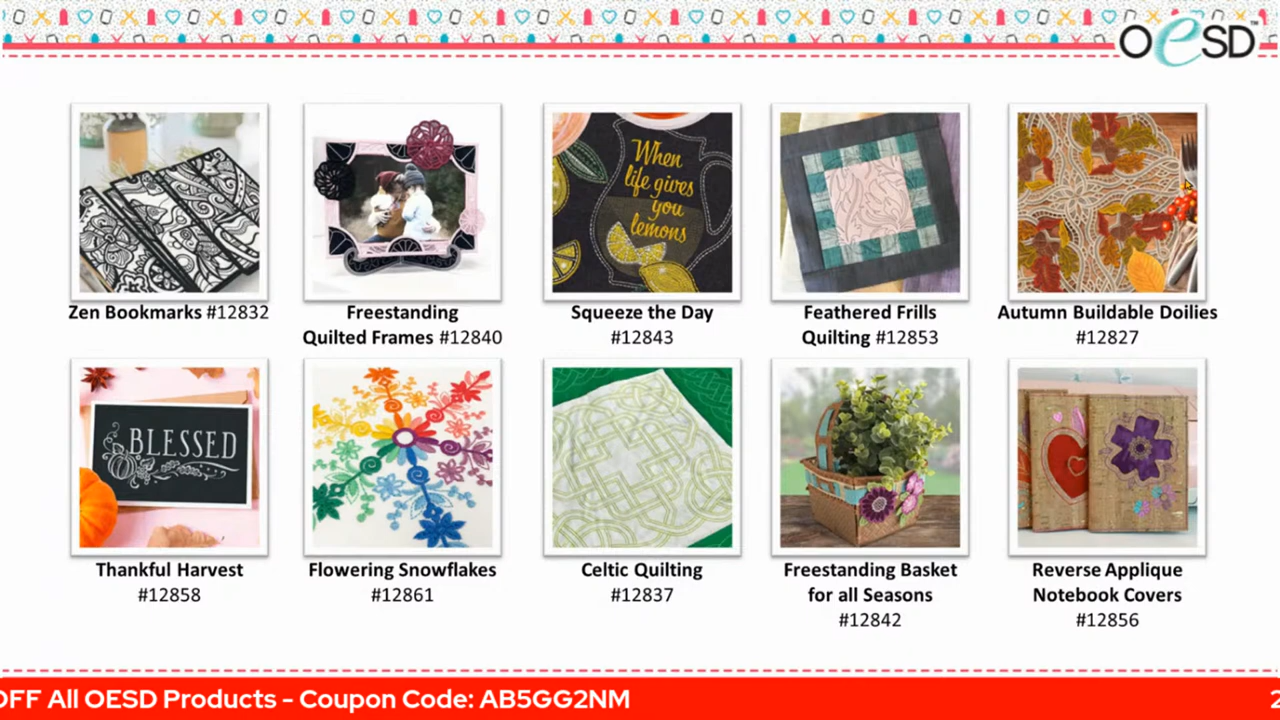 OESD™
When
life gives
you
lemons
Zen Bookmarks #12832
Freestanding
Quilted Frames #12840
Squeeze the Day
#12843
Feathered Frills
Quilting #12853
Autumn Buildable Doilies
#12827
BLESSED
Thankful Harvest
#12858
Flowering Snowflakes
#12861
Celtic Quilting
#12837
Freestanding Basket
for all Seasons
#12842
Reverse Applique
Notebook Covers
#12856
OFF All OESD Products - Coupon Code: AB5GG2NM 2